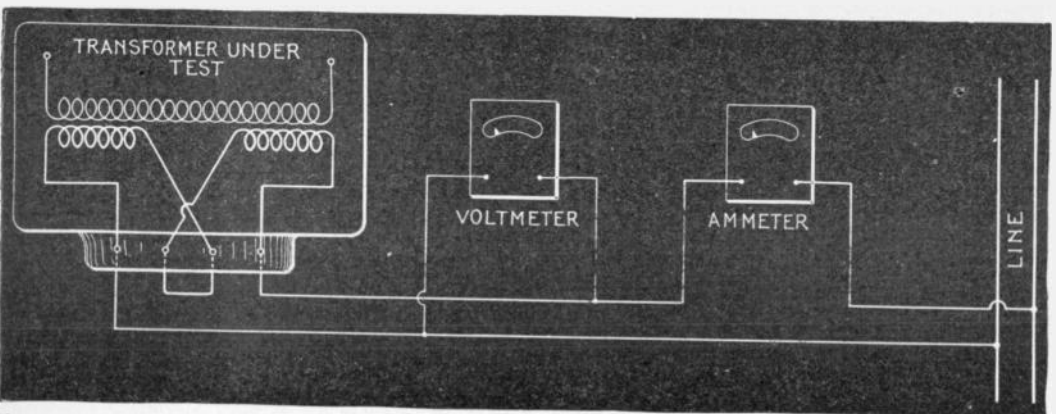 TRANSFORMER UNDER
TEST
VOLTMETER
AMMETER
LINE